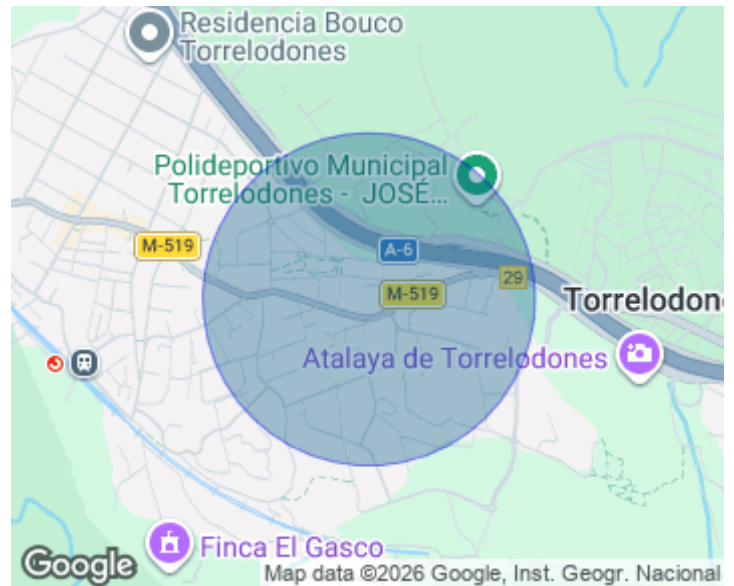 Residencia Bouco
Torrelodones
Polideportivo Municipal
Torrelodones - JOSÉ...
M-519
A-6
29
M-519
Torrelodon
Atalaya de Torrelodones
Finca El Gasco
Google
Map data ©2026 Google, Inst. Geogr. Nacional